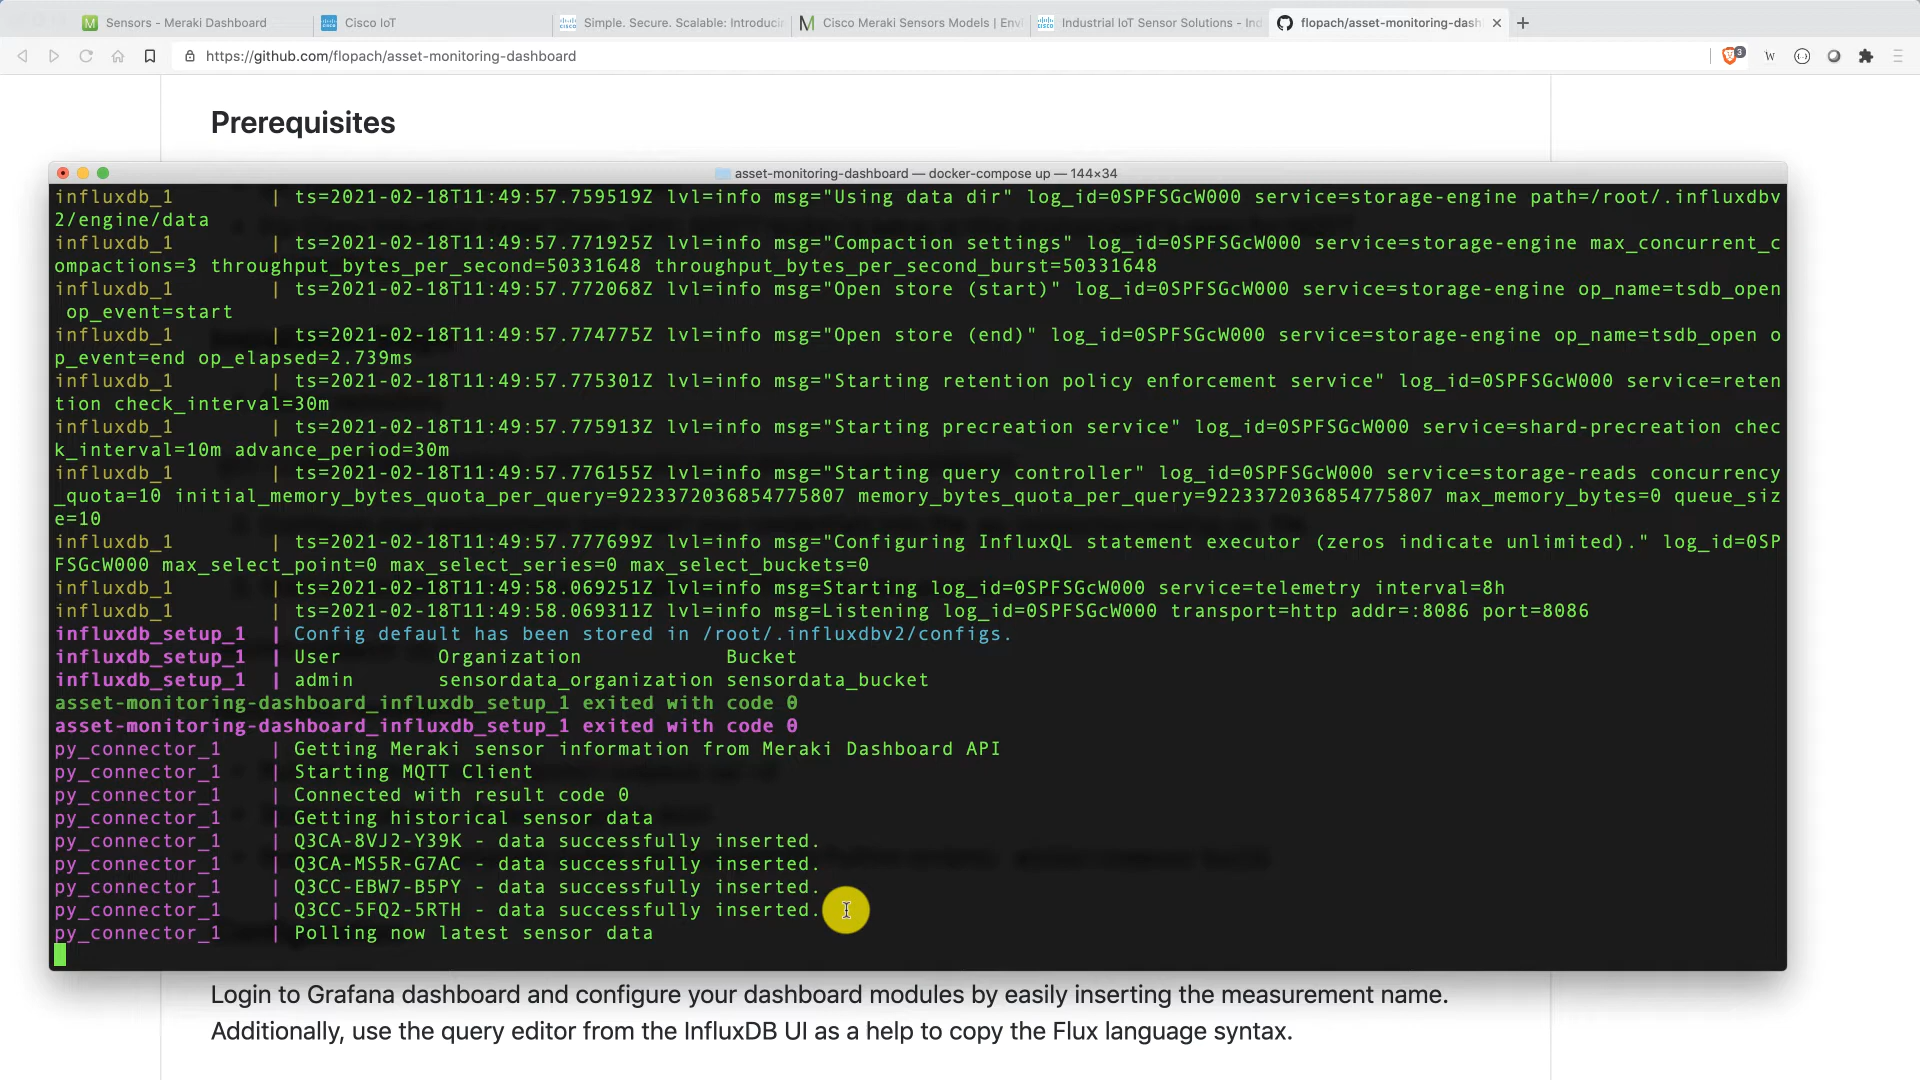 Sensors - Meraki Dashboard
Cisco IoT
Simple. Secure. Scalable: Introducin
Cisco Meraki Sensors Models | Envi
Industrial IoT Sensor Solutions - Ind
flopach/asset-monitoring-dash
https://github.com/flopach/asset-monitoring-dashboard
3
Prerequisites
asset-monitoring-dashboard — docker-compose up — 144×34
influxdb_1 | ts=2021-02-18T11:49:57.759519Z lvl=info msg="Using data dir" log_id=0SPFSGcW000 service=storage-engine path=/root/.influxdbv
2/engine/data
influxdb_1 | ts=2021-02-18T11:49:57.771925Z lvl=info msg="Compaction settings" log_id=0SPFSGcW000 service=storage-engine max_concurrent_c
ompactions=3 throughput_bytes_per_second=50331648 throughput_bytes_per_second_burst=50331648
influxdb_1 | ts=2021-02-18T11:49:57.772068Z lvl=info msg="Open store (start)" log_id=0SPFSGcW000 service=storage-engine op_name=tsdb_open
op_event=start
influxdb_1 | ts=2021-02-18T11:49:57.774775Z lvl=info msg="Open store (end)" log_id=0SPFSGcW000 service=storage-engine op_name=tsdb_open o
p_event=end op_elapsed=2.739ms
influxdb_1 | ts=2021-02-18T11:49:57.775301Z lvl=info msg="Starting retention policy enforcement service" log_id=0SPFSGcW000 service=reten
tion check_interval=30m
influxdb_1 | ts=2021-02-18T11:49:57.775913Z lvl=info msg="Starting precreation service" log_id=0SPFSGcW000 service=shard-precreation chec
k_interval=10m advance_period=30m
influxdb_1 | ts=2021-02-18T11:49:57.776155Z lvl=info msg="Starting query controller" log_id=0SPFSGcW000 service=storage-reads concurrency
_quota=10 initial_memory_bytes_quota_per_query=9223372036854775807 memory_bytes_quota_per_query=9223372036854775807 max_memory_bytes=0 queue_siz
e=10
influxdb_1 | ts=2021-02-18T11:49:57.777699Z lvl=info msg="Configuring InfluxQL statement executor (zeros indicate unlimited)." log_id=0SP
FSGcW000 max_select_point=0 max_select_series=0 max_select_buckets=0
influxdb_1 | ts=2021-02-18T11:49:58.069251Z lvl=info msg=Starting log_id=0SPFSGcW000 service=telemetry interval=8h
influxdb_1 | ts=2021-02-18T11:49:58.069311Z lvl=info msg=Listening log_id=0SPFSGcW000 transport=http addr=:8086 port=8086
influxdb_setup_1 | Config default has been stored in /root/.influxdbv2/configs.
influxdb_setup_1 | User Organization Bucket
influxdb_setup_1 | admin sensordata_organization sensordata_bucket
asset-monitoring-dashboard_influxdb_setup_1 exited with code 0
asset-monitoring-dashboard_influxdb_setup_1 exited with code 0
py_connector_1 | Getting Meraki sensor information from Meraki Dashboard API
py_connector_1 | Starting MQTT Client
py_connector_1 | Connected with result code 0
py_connector_1 | Getting historical sensor data
py_connector_1 | Q3CA-8VJ2-Y39K - data successfully inserted.
py_connector_1 | Q3CA-MS5R-G7AC - data successfully inserted.
py_connector_1 | Q3CC-EBW7-B5PY - data successfully inserted.
py_connector_1 | Q3CC-5FQ2-5RTH - data successfully inserted.
py_connector_1 | Polling now latest sensor data
Login to Grafana dashboard and configure your dashboard modules by easily inserting the measurement name.
Additionally, use the query editor from the InfluxDB UI as a help to copy the Flux language syntax.